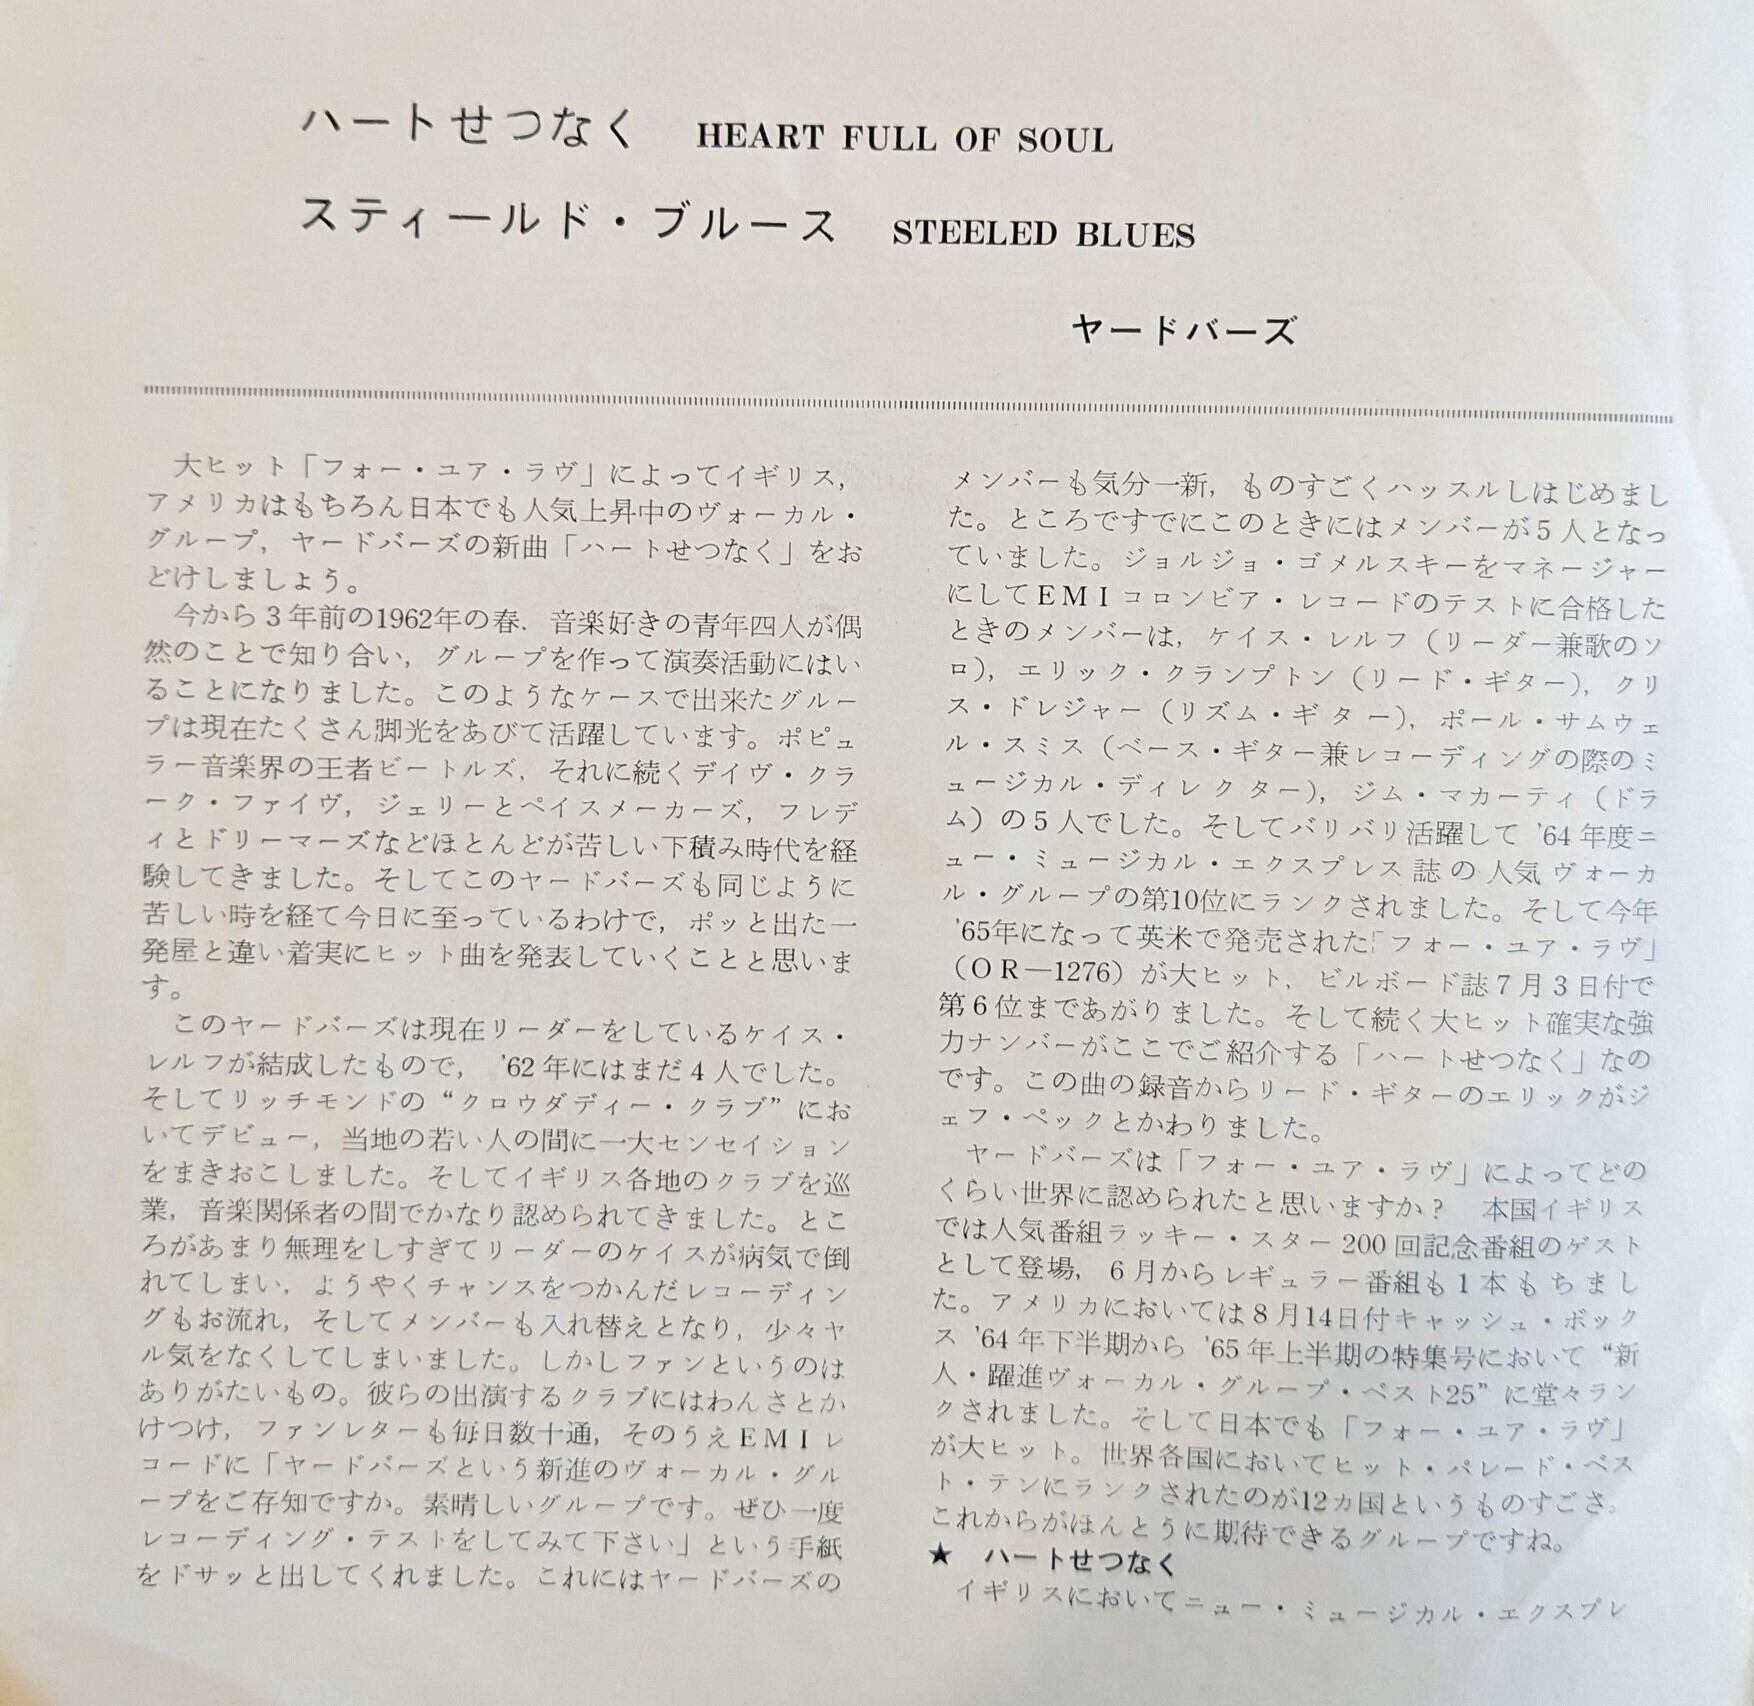 ハートせつなく HEART FULL OF SOUL
スティールド・ブルース STEELED BLUES
ヤードバーズ
大ヒット「フォー・ユア・ラヴ」によってイギリス,
アメリカはもちろん日本でも人気上昇中のヴォーカル・
グループ, ヤードバーズの新曲「ハートせつなく」をお
どけしましょう。
今から3年前の1962年の春. 音楽好きの青年四人が偶
然のことで知り合い, グループを作って演奏活動にはい
ることになりました。このようなケースで出来たグルー
プは現在たくさん脚光をあびて活躍しています。ポピュ
ラー音楽界の王者ビートルズ, それに続くデイヴ・クラ
ーク・ファイヴ, ジェリーとペイスメーカーズ, フレデ
ィとドリーマーズなどほとんどが苦しい下積み時代を経
験してきました。そしてこのヤードバーズも同じように
苦しい時を経て今日に至っているわけで, ポッと出た一
発屋と違い着実にヒット曲を発表していくことと思いま
す。
このヤードバーズは現在リーダーをしているケイス・
レルフが結成したもので, '62年にはまだ4人でした。
そしてリッチモンドの“クロウダディー・クラブ”にお
いてデビュー, 当地の若い人の間に一大センセイション
をまきおこしました。そしてイギリス各地のクラブを巡
業, 音楽関係者の間でかなり認められてきました。とこ
ろがあまり無理をしすぎてリーダーのケイスが病気で倒
れてしまい, ようやくチャンスをつかんだレコーディン
グもお流れ, そしてメンバーも入れ替えとなり, 少々ヤ
ル気をなくしてしまいました。しかしファンというのは
ありがたいもの。彼らの出演するクラブにはわんさとか
けつけ, ファンレターも毎日数十通, そのうえEMIレ
コードに「ヤードバーズという新進のヴォーカル・グル
ープをご存知ですか。素晴しいグループです。ぜひ一度
レコーディング・テストをしてみて下さい」という手紙
をドサッと出してくれました。これにはヤードバーズの
メンバーも気分一新, ものすごくハッスルしはじめまし
た。ところですでにこのときにはメンバーが5人となっ
ていました。ジョルジョ・ゴメルスキーをマネージャー
にしてEMIコロンビア・レコードのテストに合格した
ときのメンバーは, ケイス・レルフ(リーダー兼歌のソ
ロ), エリック・クランプトン(リード・ギター), クリ
ス・ドレジャー(リズム・ギター), ポール・サムウェ
ル・スミス(ベース・ギター兼レコーディングの際のミ
ュージカル・ディレクター), ジム・マカーティ(ドラ
ム)の5人でした。そしてバリバリ活躍して '64年度ニ
ュー・ミュージカル・エクスプレス誌の人気ヴォーカ
ル・グループの第10位にランクされました。そして今年
'65年になって英米で発売された「フォー・ユア・ラヴ」
(OR—1276)が大ヒット, ビルボード誌7月3日付で
第6位まであがりました。そして続く大ヒット確実な強
力ナンバーがここでご紹介する「ハートせつなく」なの
です。この曲の録音からリード・ギターのエリックがジ
ェフ・ペックとかわりました。
ヤードバーズは「フォー・ユア・ラヴ」によってどの
くらい世界に認められたと思いますか? 本国イギリス
では人気番組ラッキー・スター200回記念番組のゲスト
として登場, 6月からレギュラー番組も1本もちまし
た。アメリカにおいては8月14日付キャッシュ・ボック
ス '64年下半期から '65年上半期の特集号において“新
人・躍進ヴォーカル・グループ・ベスト25”に堂々ラン
クされました。そして日本でも「フォー・ユア・ラヴ」
が大ヒット。世界各国においてヒット・パレード・ベス
ト・テンにランクされたのが12カ国というものすごさ。
これからがほんとうに期待できるグループですね。
★ ハートせつなく
イギリスにおいてニュー・ミュージカル・エクスプレ